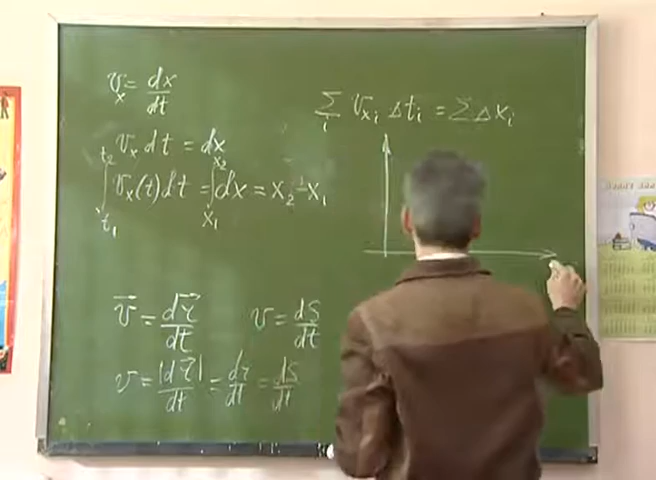 vₓ = dx/dt
vₓ dt = dx
∫_{t₁}^{t₂} vₓ(t) dt = ∫_{x₁}^{x₂} dx = x₂ - x₁
v⃗ = dr⃗/dt
v = dS/dt
v = |dr⃗|/dt = dr/dt = dS/dt
∑ᵢ vₓᵢ Δtᵢ = ∑ Δxᵢ